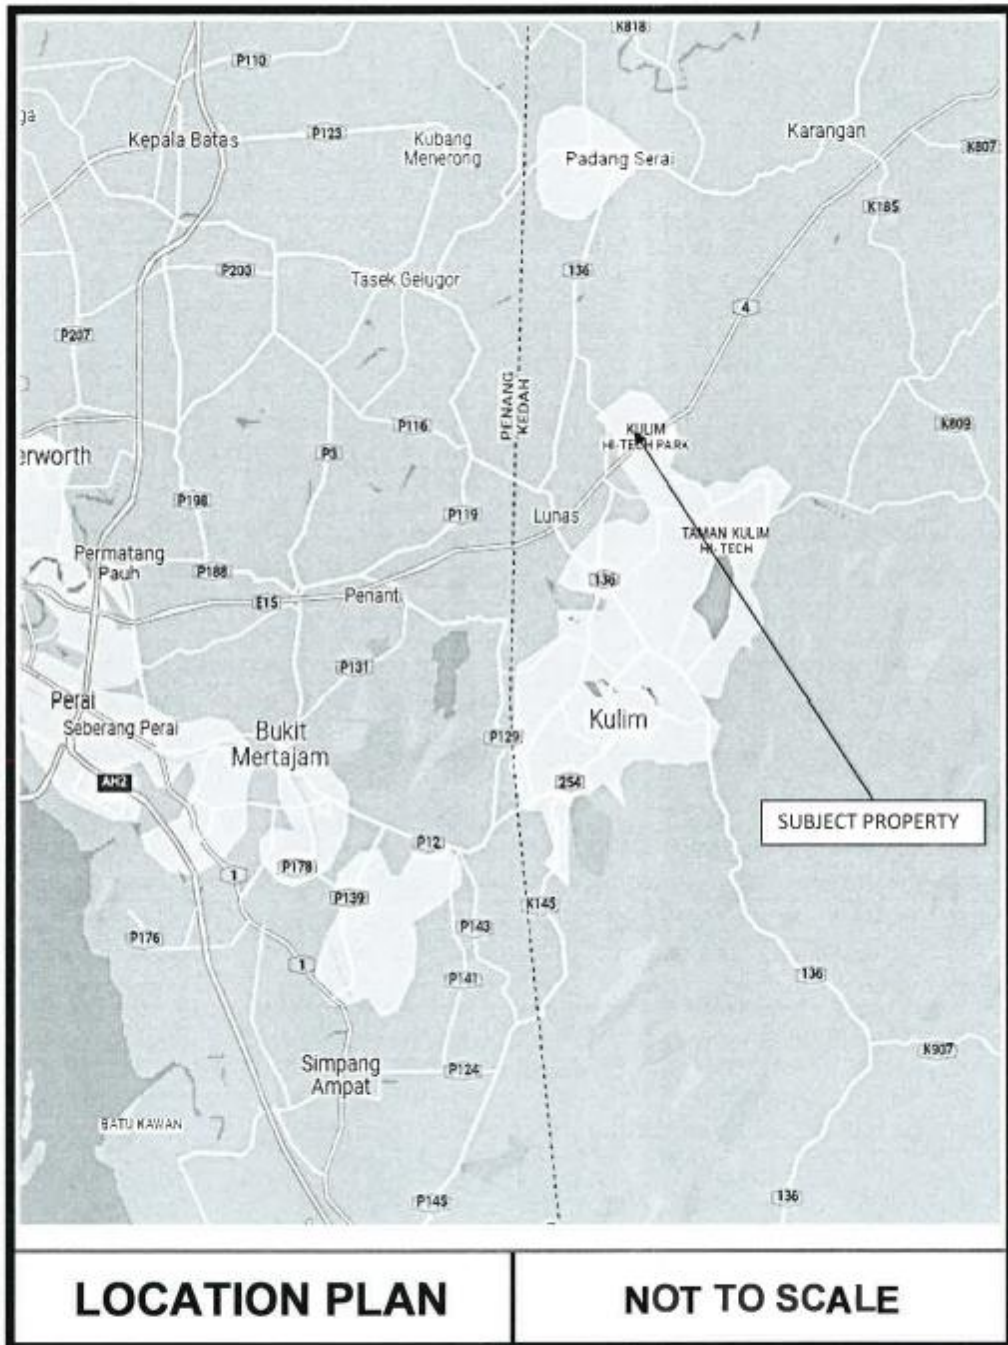 K818
P110
ga
Kepala Batas
P123
Kubang
Menerong
Padang Serai
Karangan
K807
K185
P203
Tasek Gelugor
136
4
P207
PENANG
KEDAH
P116
KULIM
HI-TECH PARK
K809
erworth
P3
P198
P119
Lunas
TAMAN KULIM
HI-TECH
Permatang
Pauh
P188
136
E15
Penanti
P131
Perai
Seberang Perai
Bukit
Mertajam
P129
Kulim
AH2
254
SUBJECT PROPERTY
P12
1
P178
P139
K145
P176
P143
1
P141
136
Simpang
Ampat
P124
K907
BATU KAWAN
P145
136
LOCATION PLAN
NOT TO SCALE